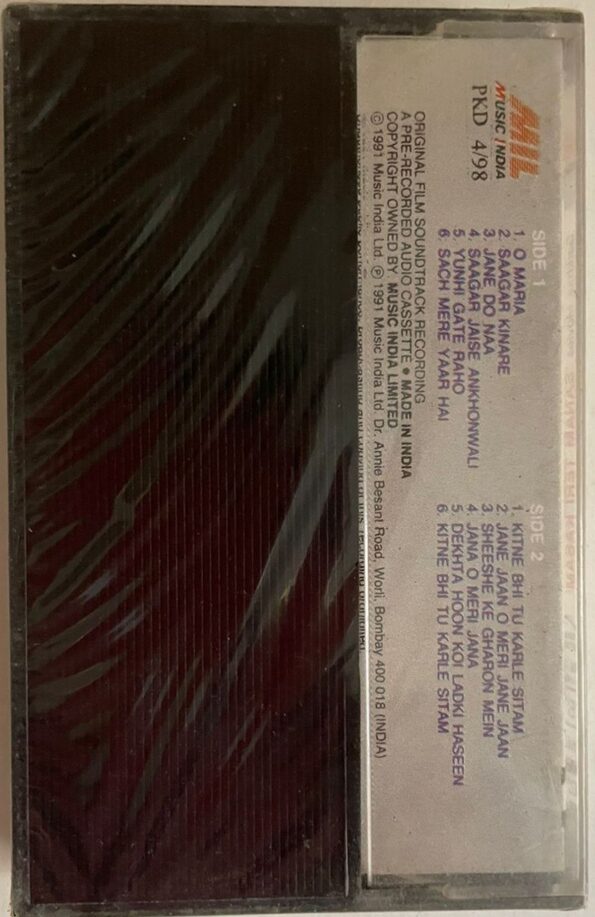 MIL
MUSIC INDIA
PKD 4/98
SIDE 1
1. O MARIA
2. SAAGAR KINARE
3. JANE DO NAA
4. SAAGAR JAISE ANKHONWALI
5. YUNHI GATE RAHO
6. SACH MERE YAAR HAI
SIDE 2
1. KITNE BHI TU KARLE SITAM
2. JANE JAAN O MERI JANE JAAN
3. SHEESHE KE GHARON MEIN
4. JANA O MERI JANA
5. DEKHTA HOON KOI LADKI HASEEN
6. KITNE BHI TU KARLE SITAM
ORIGINAL FILM SOUNDTRACK RECORDING
A PRE-RECORDED AUDIO CASSETTE • MADE IN INDIA
COPYRIGHT OWNED BY MUSIC INDIA LIMITED
© 1991 Music India Ltd. ℗ 1991 Music India Ltd. Dr. Annie Besant Road, Worli, Bombay 400 018 (INDIA)
of this recording prohibited.